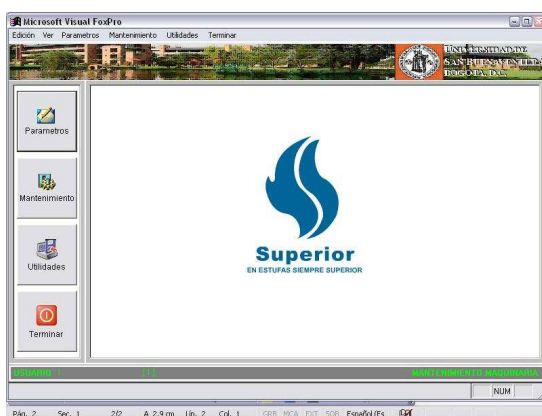 Microsoft Visual FoxPro
Edición Ver Parametros Mantenimiento Utilidades Terminar
UNIVERSIDAD DE
SAN BUENAVENTURA
BOGOTA, D.C.
Parametros
Mantenimiento
Utilidades
Terminar
Superior
EN ESTUFAS SIEMPRE SUPERIOR
USUARIO : [1] MANTENIMIENTO MAQUINARIA
NUM
Pág. 2 Sec. 1 2/2 A 2,9 cm Lín. 2 Col. 1 GRB MCA EXT SOB Español (Es